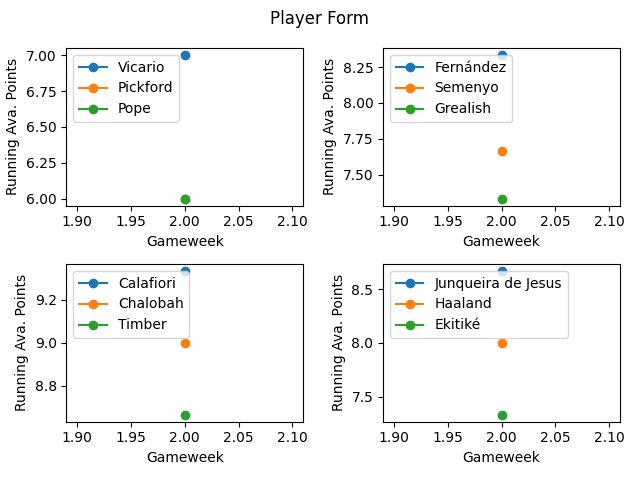 Player Form
7.00
6.75
6.50
6.25
6.00
Running Ava. Points
Vicario
Pickford
Pope
1.90 1.95 2.00 2.05 2.10
Gameweek
8.25
8.00
7.75
7.50
Running Ava. Points
Fernández
Semenyo
Grealish
1.90 1.95 2.00 2.05 2.10
Gameweek
9.2
9.0
8.8
Running Ava. Points
Calafiori
Chalobah
Timber
1.90 1.95 2.00 2.05 2.10
Gameweek
8.5
8.0
7.5
Running Ava. Points
Junqueira de Jesus
Haaland
Ekitiké
1.90 1.95 2.00 2.05 2.10
Gameweek